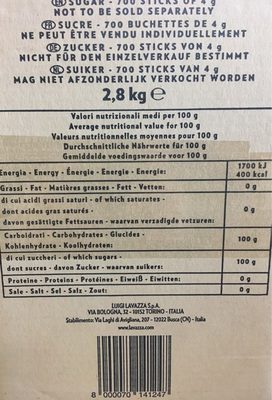 EN SUGAR - 700 STICKS OF 4 g
NOT TO BE SOLD SEPARATELY
FR SUCRE - 700 BUCHETTES DE 4 g
NE PEUT ÊTRE VENDU INDIVIDUELLEMENT
DE ZUCKER - 700 STICKS VON 4 g
NICHT FÜR DEN EINZELVERKAUF BESTIMMT
NL SUIKER - 700 STICKS VAN 4 g
MAG NIET AFZONDERLIJK VERKOCHT WORDEN
2,8 kg ℮
Valori nutrizionali medi per 100 g
Average nutritional value for 100 g
Valeurs nutritionnelles moyenne pour 100 g
Durchschnittliche Nährwerte für 100 g
Gemiddelde voedingswaarde voor 100 g
Energia - Energy - Énergie - Energie - Energie: 1700 kJ
400 kcal
Grassi - Fat - Matières grasses - Fett - Vetten: 0 g
di cui acidi grassi saturi - of which saturates -
dont acides gras saturés -
davon gesättigte Fettsauren - waarvan verzadigde vetzuren: 0 g
Carboidrati - Carbohydrates - Glucides -
Kohlenhydrate - Koolhydraten: 100 g
di cui zuccheri - of which sugars -
dont sucres - davon Zucker - waarvan suikers: 100 g
Proteine - Proteins - Protéines - Eiweiß - Eiwitten: 0 g
Sale - Salt - Sel - Salz - Zout: 0 g
LUIGI LAVAZZA S.p.A.
VIA BOLOGNA, 32 - 10152 TORINO - ITALIA
Stabilimento: Via Laghi di Avigliana, 207 - 12022 Busca (CN) - Italia
www.lavazza.com
8 000070 141247